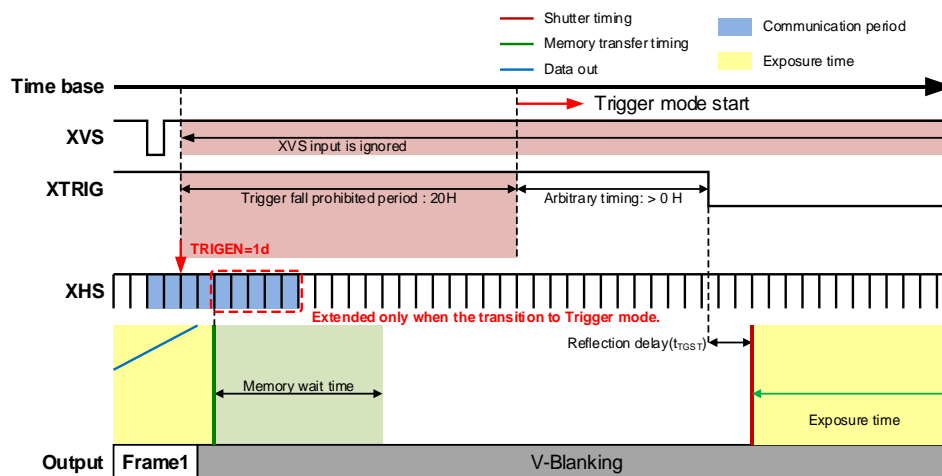 Shutter timing
Memory transfer timing
Data out
Communication period
Exposure time
Time base
Trigger mode start
XVS
XVS input is ignored
XTRIG
Trigger fall prohibited period : 20H
Arbitrary timing: > 0 H
TRIGEN=1d
XHS
Extended only when the transition to Trigger mode.
Reflection delay(tTGST)
Memory wait time
Exposure time
Output
Frame1
V-Blanking